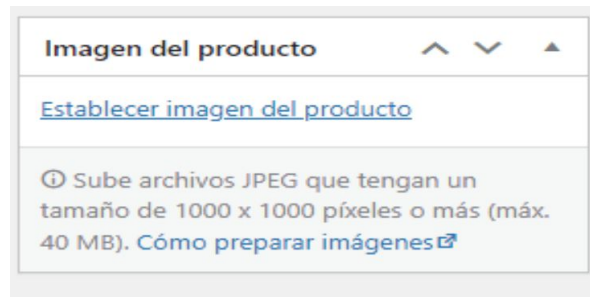 Imagen del producto
Establecer imagen del producto
Sube archivos JPEG que tengan un
tamaño de 1000 x 1000 píxeles o más (máx.
40 MB). Cómo preparar imágenes